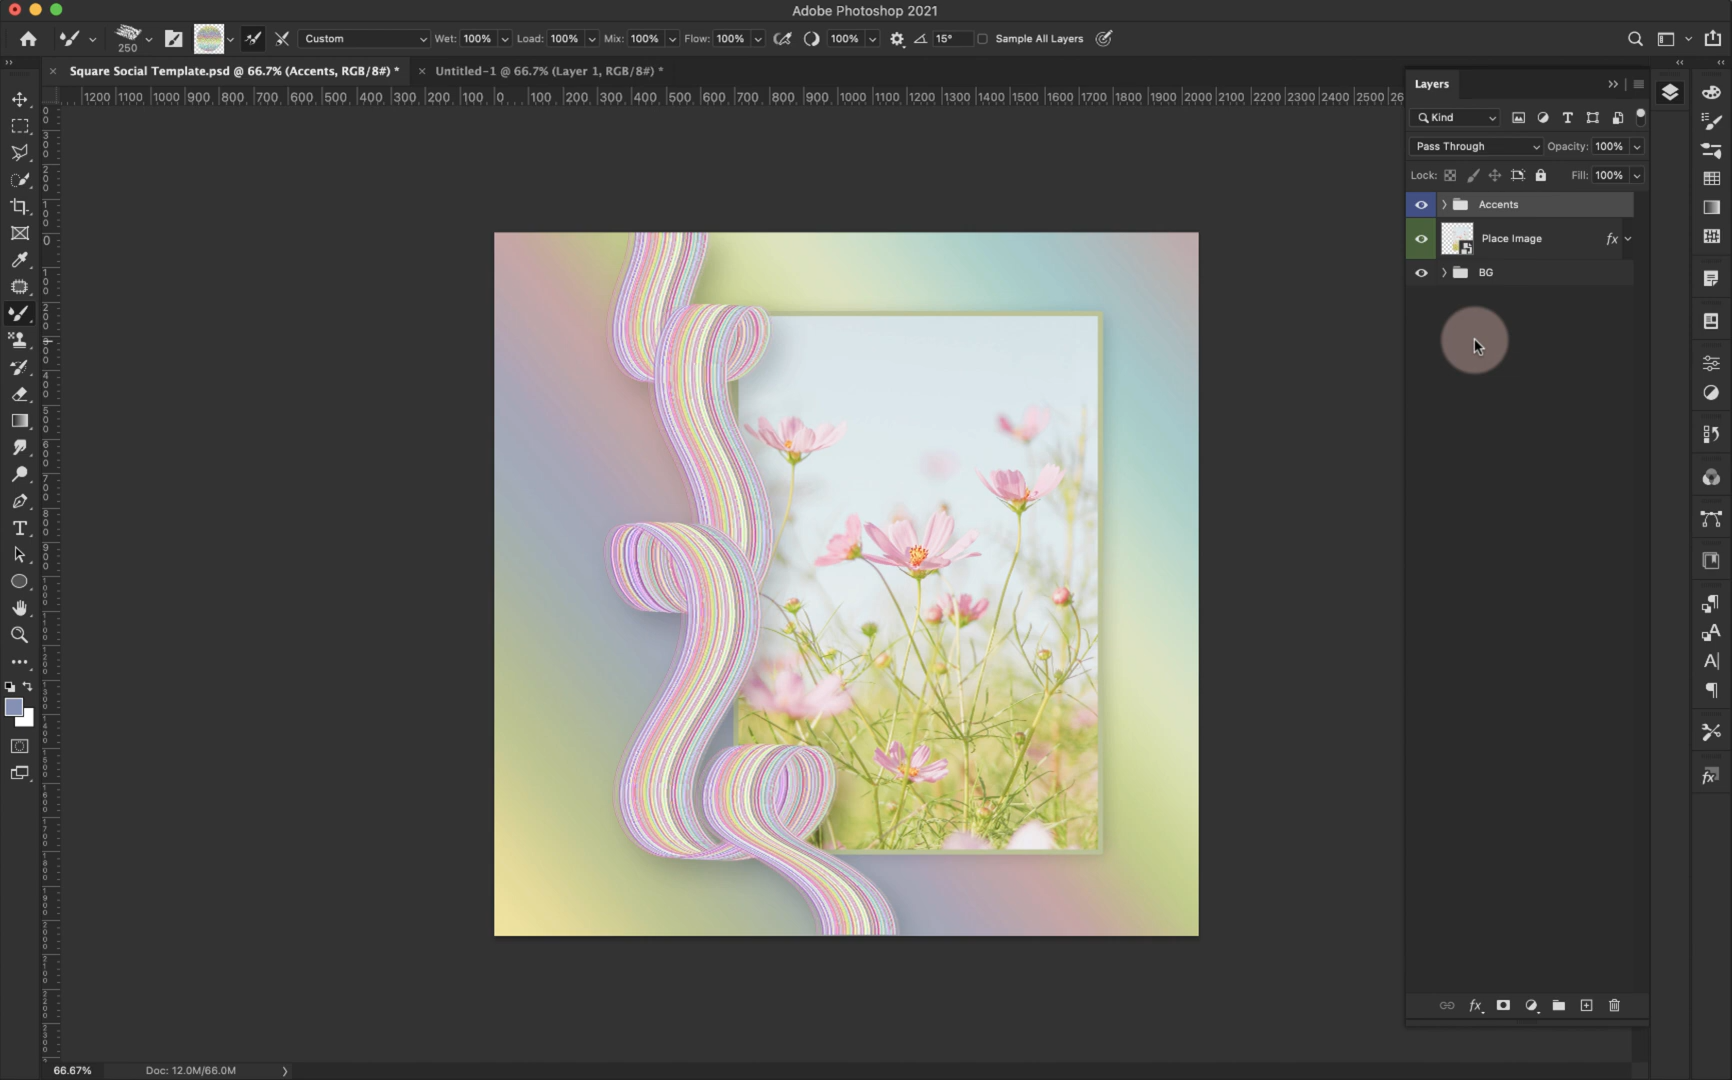 Adobe Photoshop 2021
250 Custom Wet: 100% Load: 100% Mix: 100% Flow: 100% 100% 15° Sample All Layers
Square Social Template.psd @ 66.7% (Accents, RGB/8#) * Untitled-1 @ 66.7% (Layer 1, RGB/8#) *
1200 1100 1000 900 800 700 600 500 400 300 200 100 0 100 200 300 400 500 600 700 800 900 1000 1100 1200 1300 1400 1500 1600 1700 1800 1900 2000 2100 2200 2300 2400 2500
Layers
Kind
Pass Through Opacity: 100%
Lock: Fill: 100%
Accents
Place Image fx
BG
fx
66.67% Doc: 12.0M/66.0M